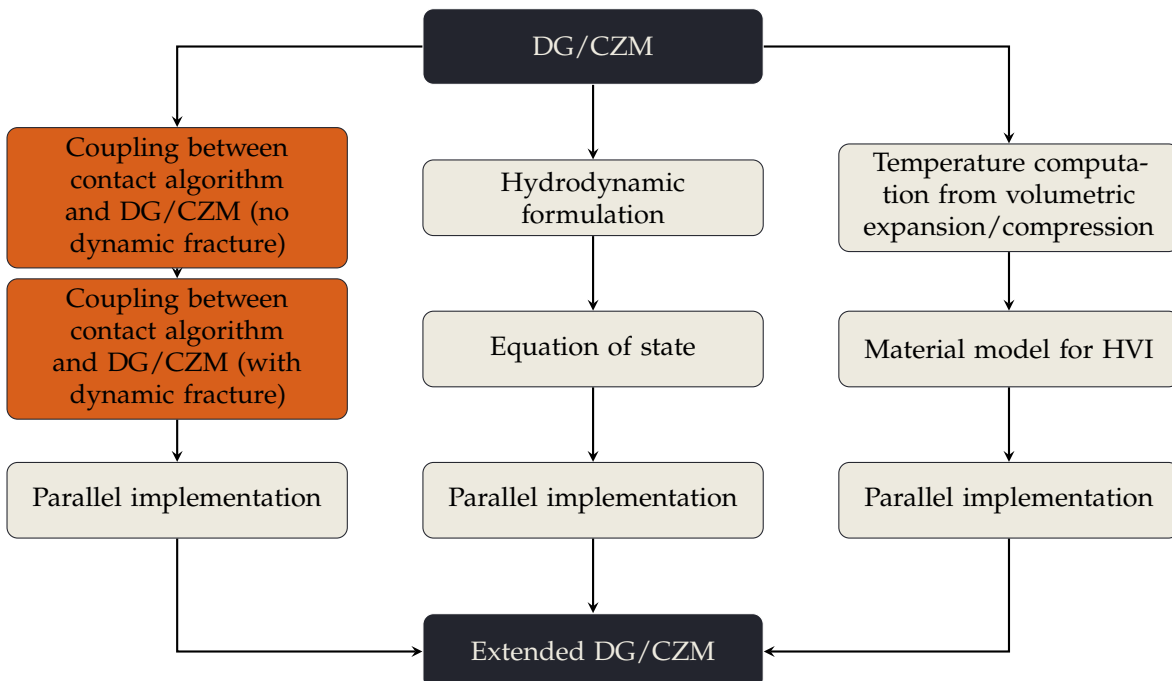 DG/CZM
Coupling between
contact algorithm
and DG/CZM (no
dynamic fracture)
Coupling between
contact algorithm
and DG/CZM (with
dynamic fracture)
Parallel implementation
Hydrodynamic
formulation
Equation of state
Parallel implementation
Temperature computa-
tion from volumetric
expansion/compression
Material model for HVI
Parallel implementation
Extended DG/CZM